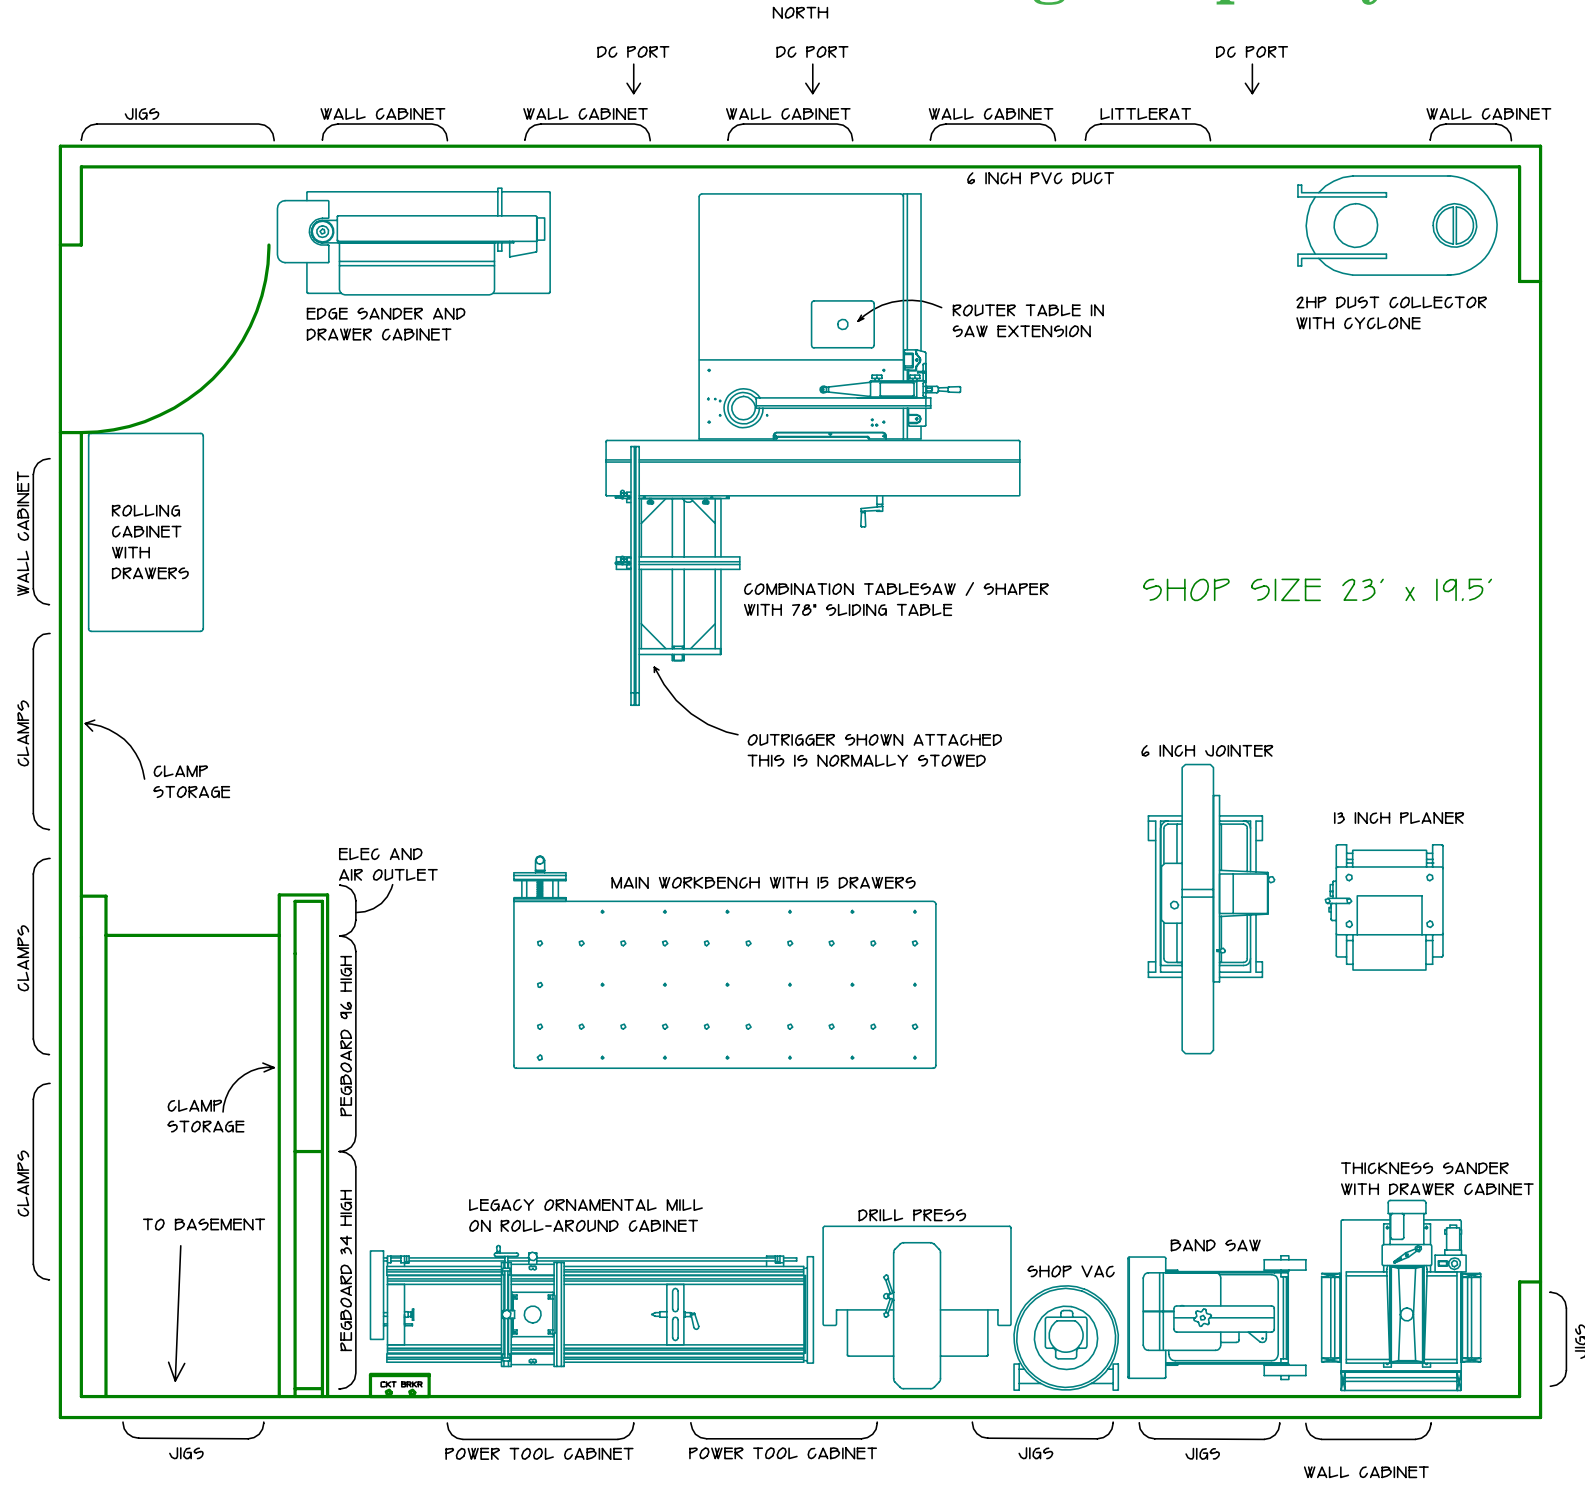 NORTH
DC PORT
DC PORT
DC PORT
JIGS
WALL CABINET
WALL CABINET
WALL CABINET
WALL CABINET
LITTLERAT
WALL CABINET
6 INCH PVC DUCT
EDGE SANDER AND
DRAWER CABINET
ROUTER TABLE IN
SAW EXTENSION
2HP DUST COLLECTOR
WITH CYCLONE
WALL CABINET
ROLLING
CABINET
WITH
DRAWERS
COMBINATION TABLESAW / SHAPER
WITH 78" SLIDING TABLE
SHOP SIZE 23' x 19.5'
CLAMPS
CLAMP
STORAGE
OUTRIGGER SHOWN ATTACHED
THIS IS NORMALLY STOWED
6 INCH JOINTER
13 INCH PLANER
ELEC AND
AIR OUTLET
MAIN WORKBENCH WITH 15 DRAWERS
CLAMPS
PEGBOARD 96 HIGH
CLAMP
STORAGE
CLAMPS
TO BASEMENT
PEGBOARD 34 HIGH
LEGACY ORNAMENTAL MILL
ON ROLL-AROUND CABINET
DRILL PRESS
SHOP VAC
BAND SAW
THICKNESS SANDER
WITH DRAWER CABINET
JIGS
CKT BRKR
JIGS
POWER TOOL CABINET
POWER TOOL CABINET
JIGS
JIGS
WALL CABINET